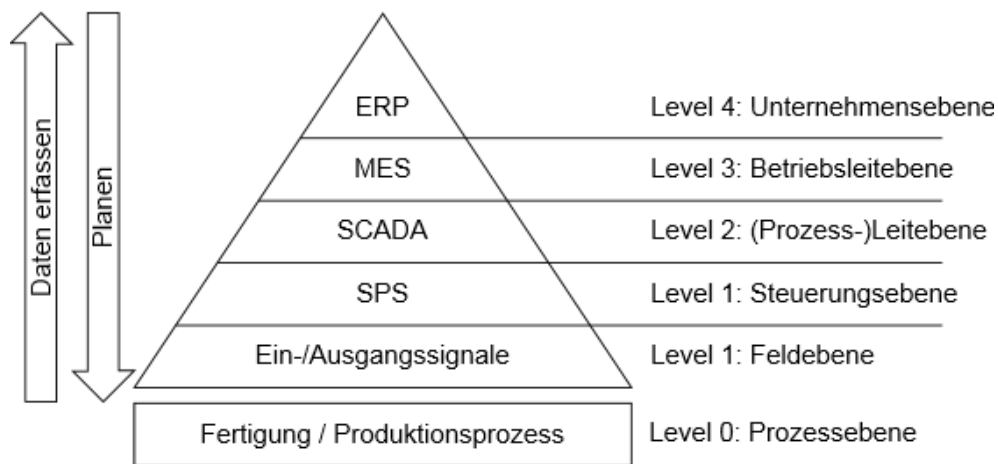 Daten erfassen
Planen
ERP
Level 4: Unternehmensebene
MES
Level 3: Betriebsleitebene
SCADA
Level 2: (Prozess-)Leitebene
SPS
Level 1: Steuerungsebene
Ein-/Ausgangssignale
Level 1: Feldebene
Fertigung / Produktionsprozess
Level 0: Prozessebene